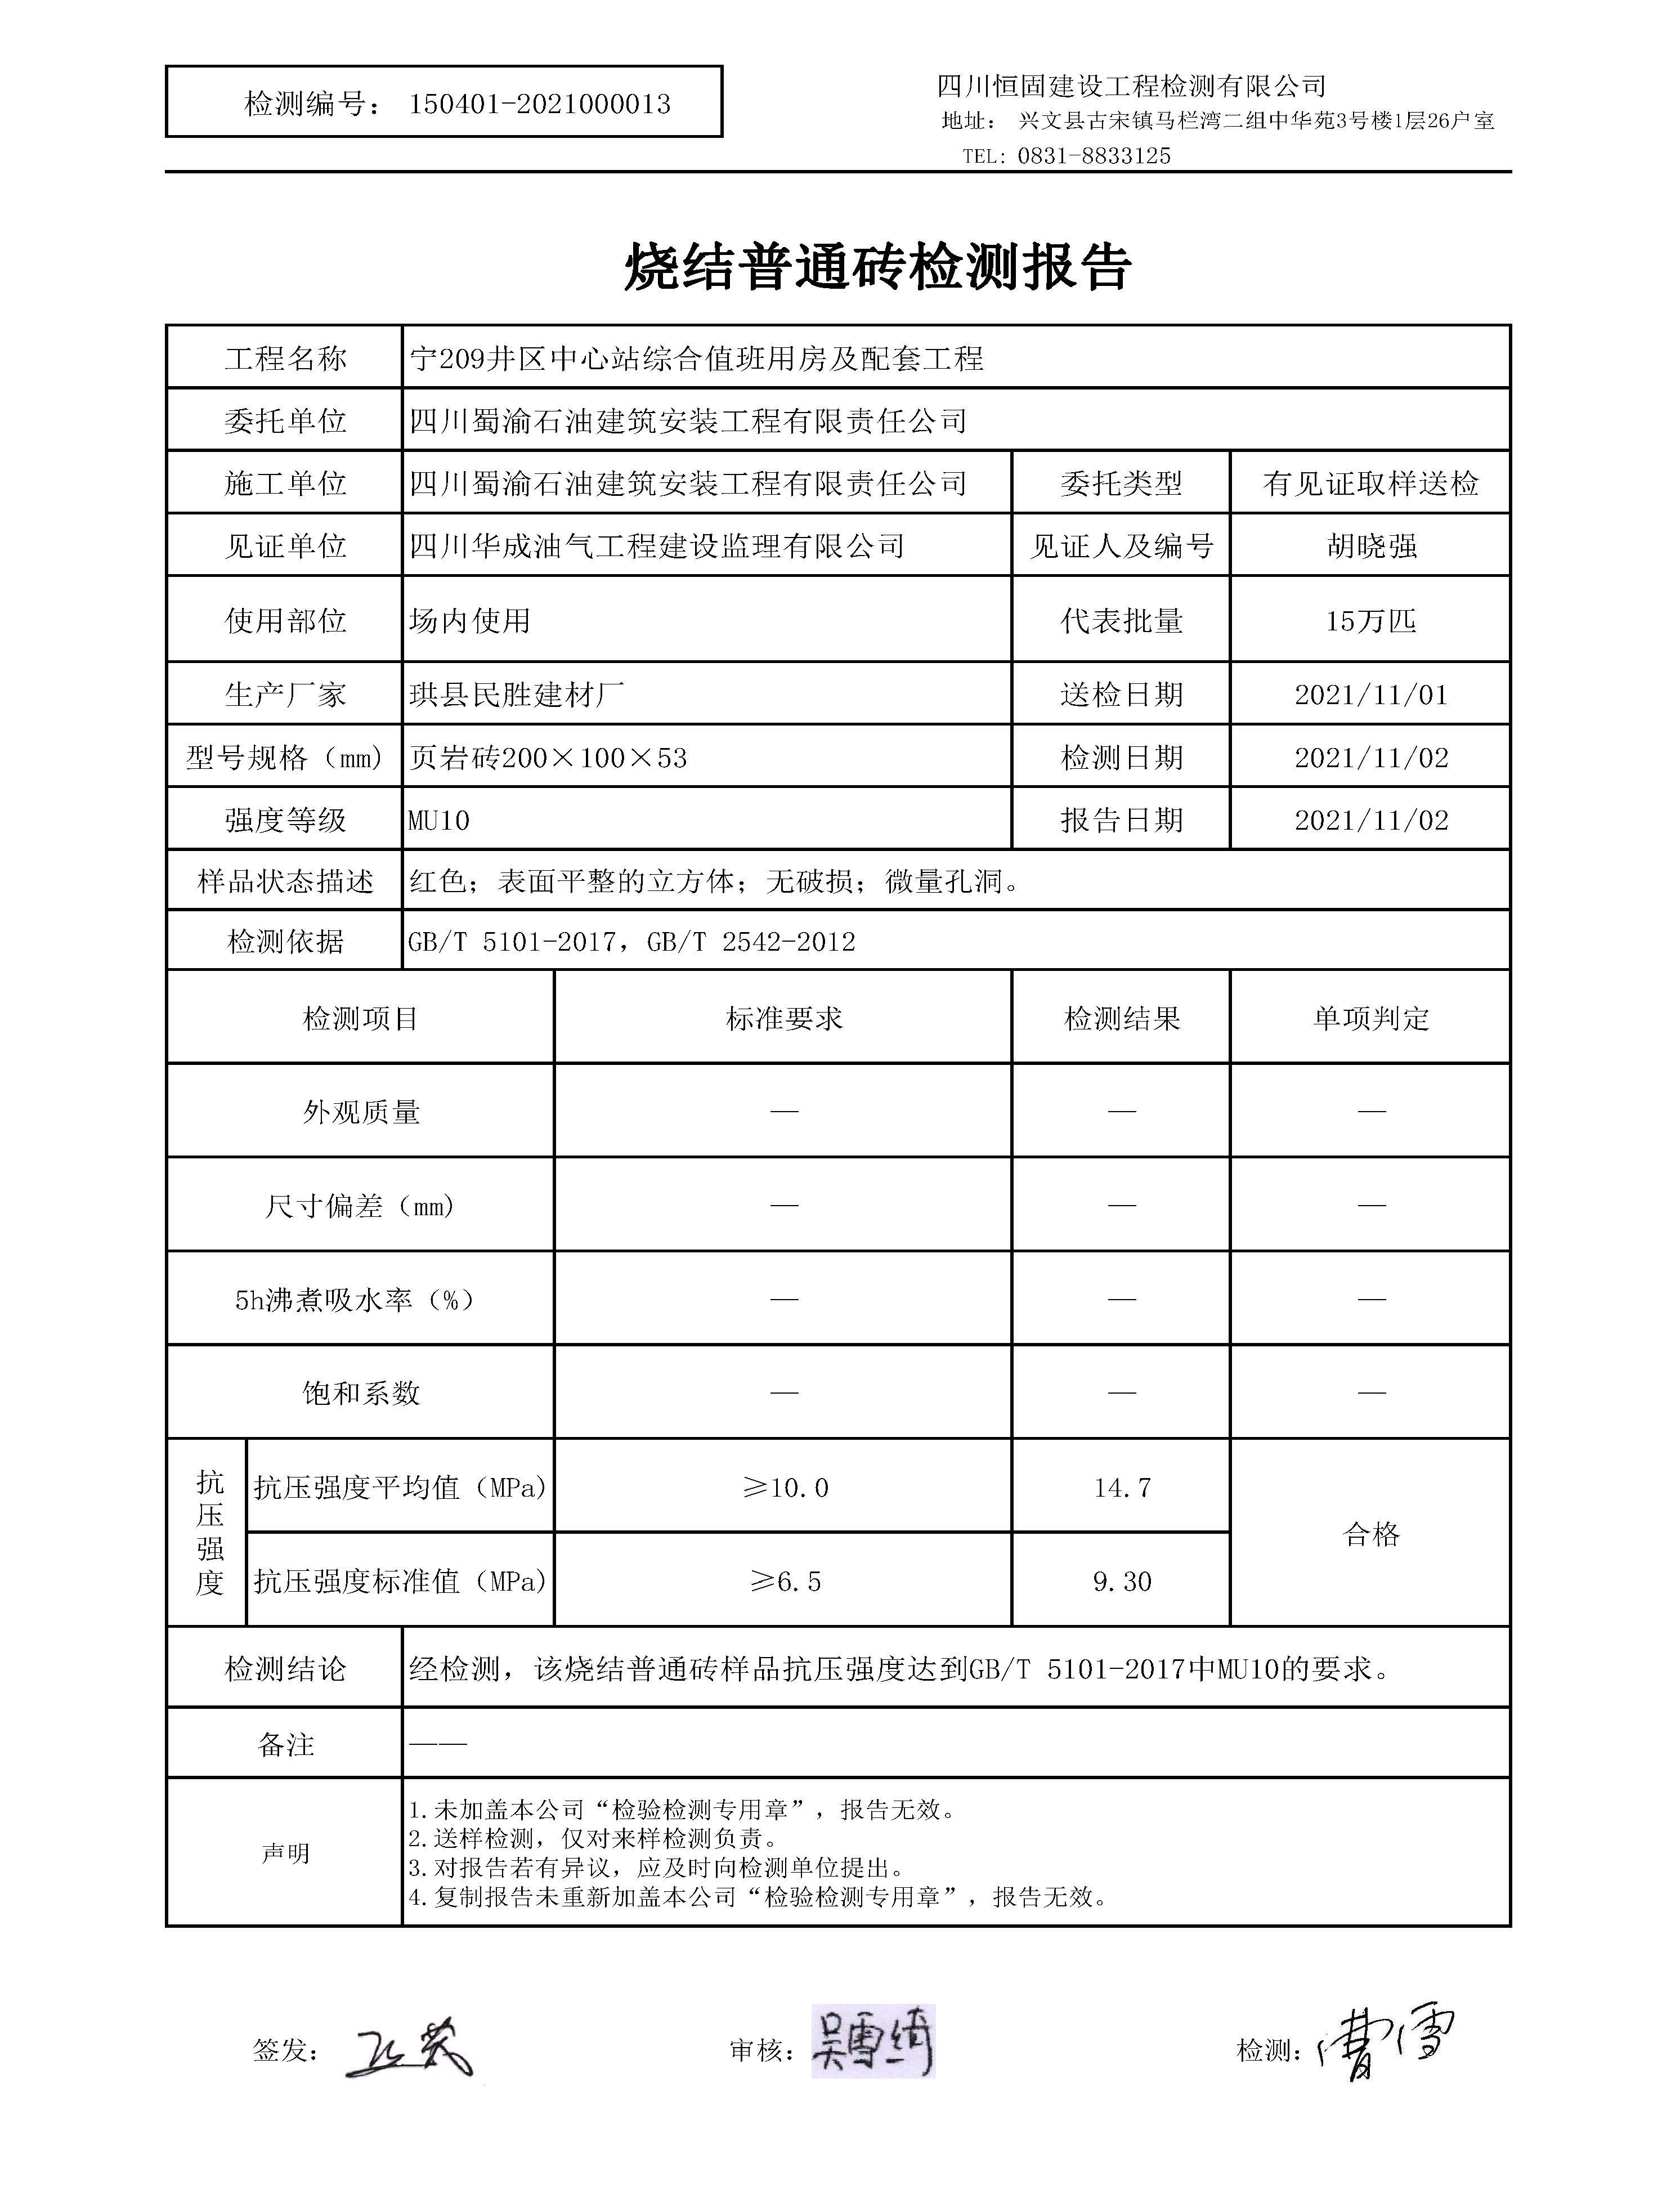 检测编号： 150401-2021000013
四川恒固建设工程检测有限公司
地址： 兴文县古宋镇马栏湾二组中华苑3号楼1层26户室
TEL: 0831-8833125
烧结普通砖检测报告
工程名称 宁209井区中心站综合值班用房及配套工程
委托单位 四川蜀渝石油建筑安装工程有限责任公司
施工单位 四川蜀渝石油建筑安装工程有限责任公司 委托类型 有见证取样送检
见证单位 四川华成油气工程建设监理有限公司 见证人及编号 胡晓强
使用部位 场内使用 代表批量 15万匹
生产厂家 珙县民胜建材厂 送检日期 2021/11/01
型号规格（mm) 页岩砖200×100×53 检测日期 2021/11/02
强度等级 MU10 报告日期 2021/11/02
样品状态描述 红色；表面平整的立方体；无破损；微量孔洞。
检测依据 GB/T 5101-2017，GB/T 2542-2012
检测项目 标准要求 检测结果 单项判定
外观质量 — — —
尺寸偏差（mm) — — —
5h沸煮吸水率（%） — — —
饱和系数 — — —
抗压强度 抗压强度平均值（MPa) ≥10.0 14.7 合格
抗压强度标准值（MPa) ≥6.5 9.30
检测结论 经检测，该烧结普通砖样品抗压强度达到GB/T 5101-2017中MU10的要求。
备注 ——
声明
1.未加盖本公司“检验检测专用章”，报告无效。
2.送样检测，仅对来样检测负责。
3.对报告若有异议，应及时向检测单位提出。
4.复制报告未重新加盖本公司“检验检测专用章”，报告无效。
签发： 审核：吴雪绮 检测：曹雪